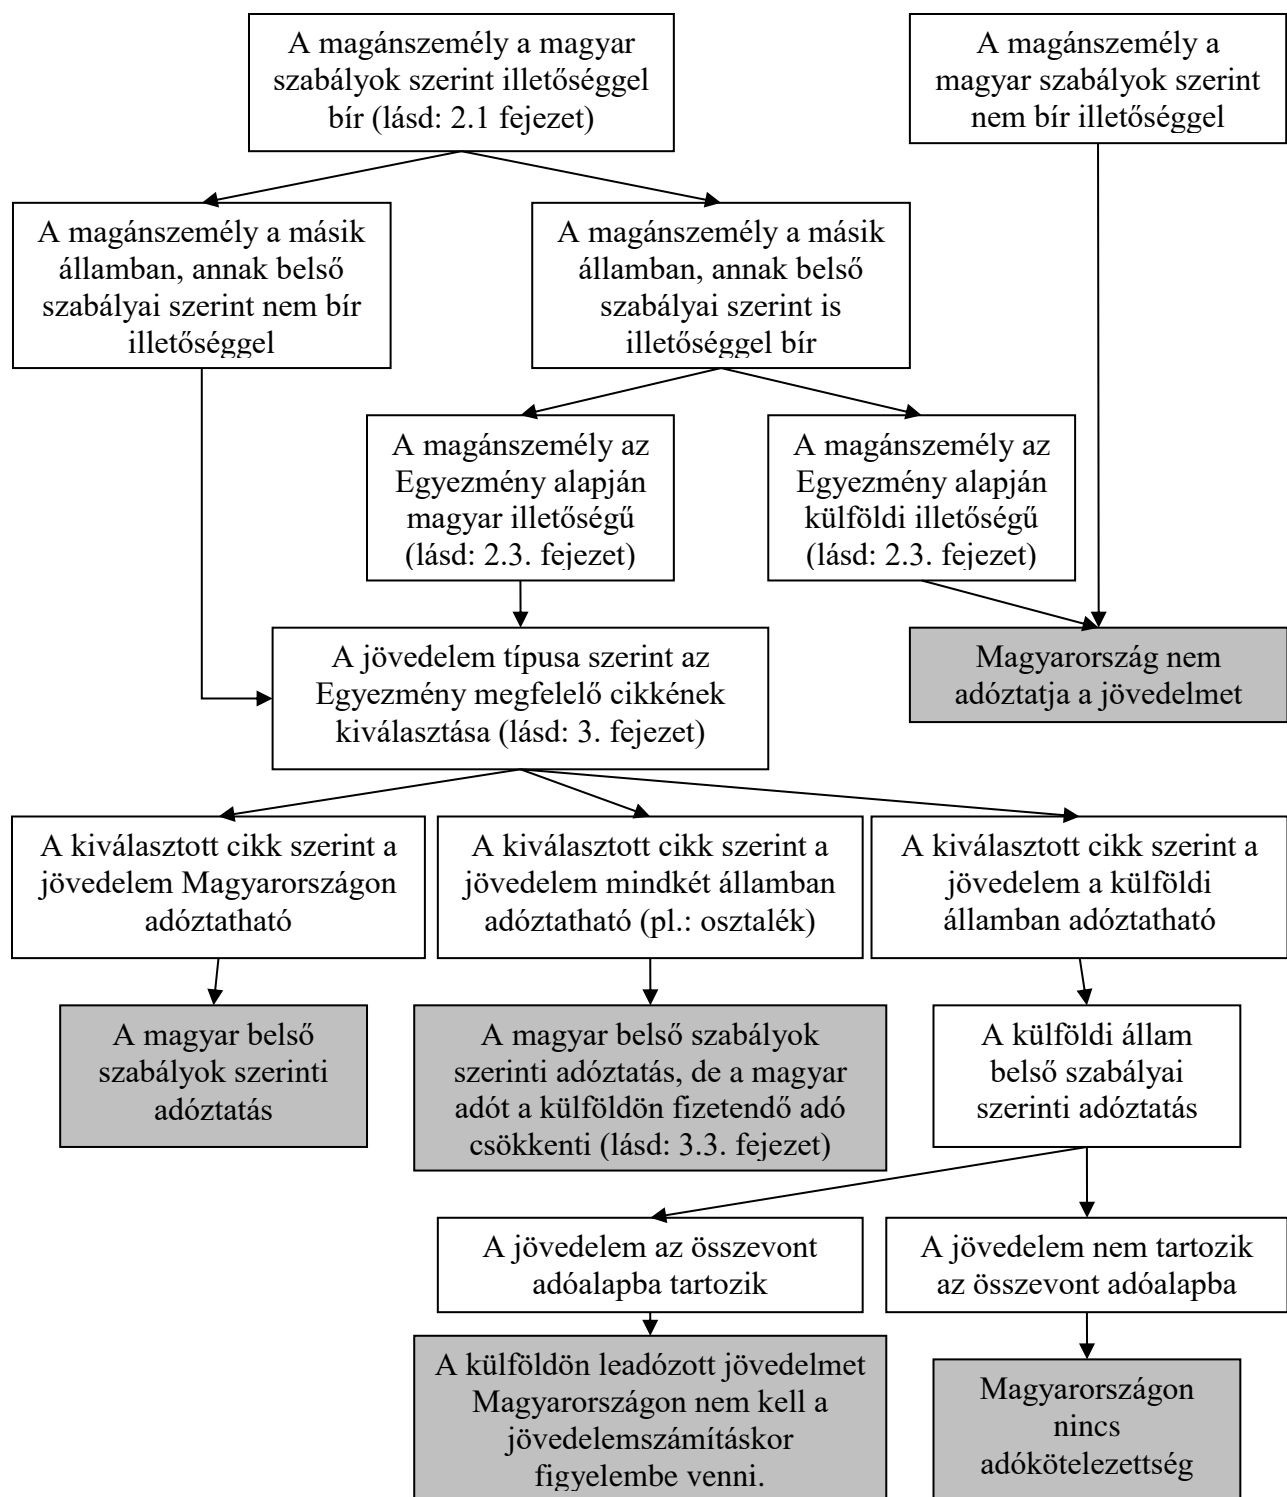 A magánszemély a magyar
szabályok szerint illetőséggel
bír (lásd: 2.1 fejezet)
A magánszemély a
magyar szabályok szerint
nem bír illetőséggel
A magánszemély a másik
államban, annak belső
szabályai szerint nem bír
illetőséggel
A magánszemély a másik
államban, annak belső
szabályai szerint is
illetőséggel bír
A magánszemély az
Egyezmény alapján
magyar illetőségű
(lásd: 2.3. fejezet)
A magánszemély az
Egyezmény alapján
külföldi illetőségű
(lásd: 2.3. fejezet)
A jövedelem típusa szerint az
Egyezmény megfelelő cikkének
kiválasztása (lásd: 3. fejezet)
Magyarország nem
adóztatja a jövedelmet
A kiválasztott cikk szerint a
jövedelem Magyarországon
adóztatható
A kiválasztott cikk szerint a
jövedelem mindkét államban
adóztatható (pl.: osztalék)
A kiválasztott cikk szerint a
jövedelem a külföldi
államban adóztatható
A magyar belső
szabályok szerinti
adóztatás
A magyar belső szabályok
szerinti adóztatás, de a magyar
adót a külföldön fizetendő adó
csökkenti (lásd: 3.3. fejezet)
A külföldi állam
belső szabályai
szerinti adóztatás
A jövedelem az összevont
adóalapba tartozik
A jövedelem nem tartozik
az összevont adóalapba
A külföldön leadózott jövedelmet
Magyarországon nem kell a
jövedelemszámításkor
figyelembe venni.
Magyarországon
nincs
adókötelezettség